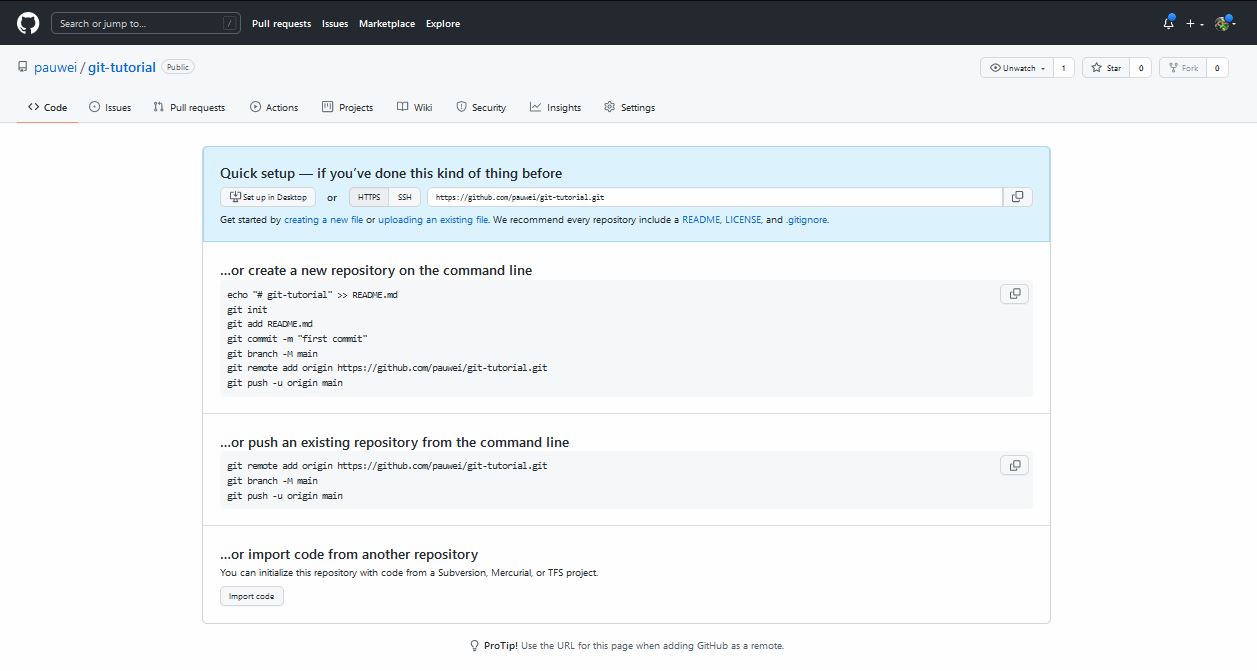 Search or jump to... /
Pull requests
Issues
Marketplace
Explore
pauwei / git-tutorial Public
Unwatch 1
Star 0
Fork 0
Code
Issues
Pull requests
Actions
Projects
Wiki
Security
Insights
Settings
Quick setup — if you’ve done this kind of thing before
Set up in Desktop or HTTPS SSH https://github.com/pauwei/git-tutorial.git
Get started by creating a new file or uploading an existing file. We recommend every repository include a README, LICENSE, and .gitignore.
…or create a new repository on the command line
echo "# git-tutorial" >> README.md
git init
git add README.md
git commit -m "first commit"
git branch -M main
git remote add origin https://github.com/pauwei/git-tutorial.git
git push -u origin main
…or push an existing repository from the command line
git remote add origin https://github.com/pauwei/git-tutorial.git
git branch -M main
git push -u origin main
…or import code from another repository
You can initialize this repository with code from a Subversion, Mercurial, or TFS project.
Import code
ProTip! Use the URL for this page when adding GitHub as a remote.